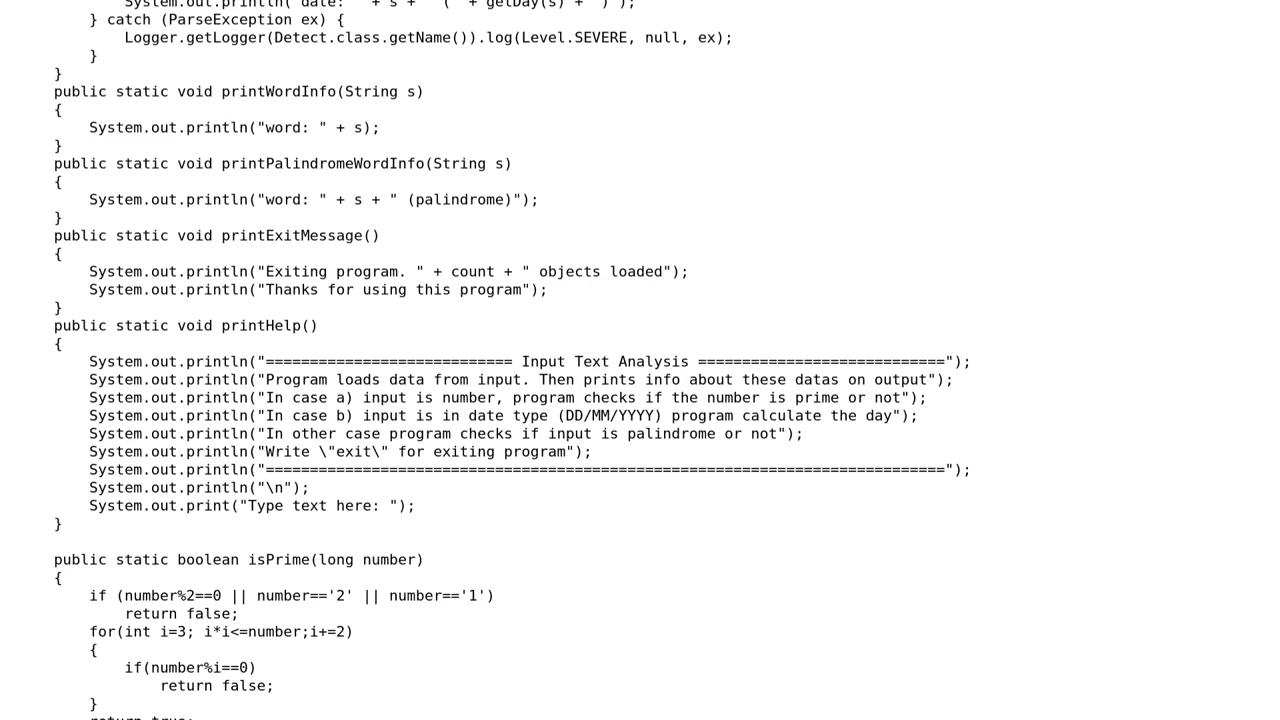 System.out.println("date: " + s + " (" + getDay(s) + ")");
} catch (ParseException ex) {
Logger.getLogger(Detect.class.getName()).log(Level.SEVERE, null, ex);
}
}
public static void printWordInfo(String s)
{
System.out.println("word: " + s);
}
public static void printPalindromeWordInfo(String s)
{
System.out.println("word: " + s + " (palindrome)");
}
public static void printExitMessage()
{
System.out.println("Exiting program. " + count + " objects loaded");
System.out.println("Thanks for using this program");
}
public static void printHelp()
{
System.out.println("============================ Input Text Analysis ============================");
System.out.println("Program loads data from input. Then prints info about these datas on output");
System.out.println("In case a) input is number, program checks if the number is prime or not");
System.out.println("In case b) input is in date type (DD/MM/YYYY) program calculate the day");
System.out.println("In other case program checks if input is palindrome or not");
System.out.println("Write \"exit\" for exiting program");
System.out.println("=============================================================================");
System.out.println("\n");
System.out.print("Type text here: ");
}
public static boolean isPrime(long number)
{
if (number%2==0 || number=='2' || number=='1')
return false;
for(int i=3; i*i<=number;i+=2)
{
if(number%i==0)
return false;
}
return true;